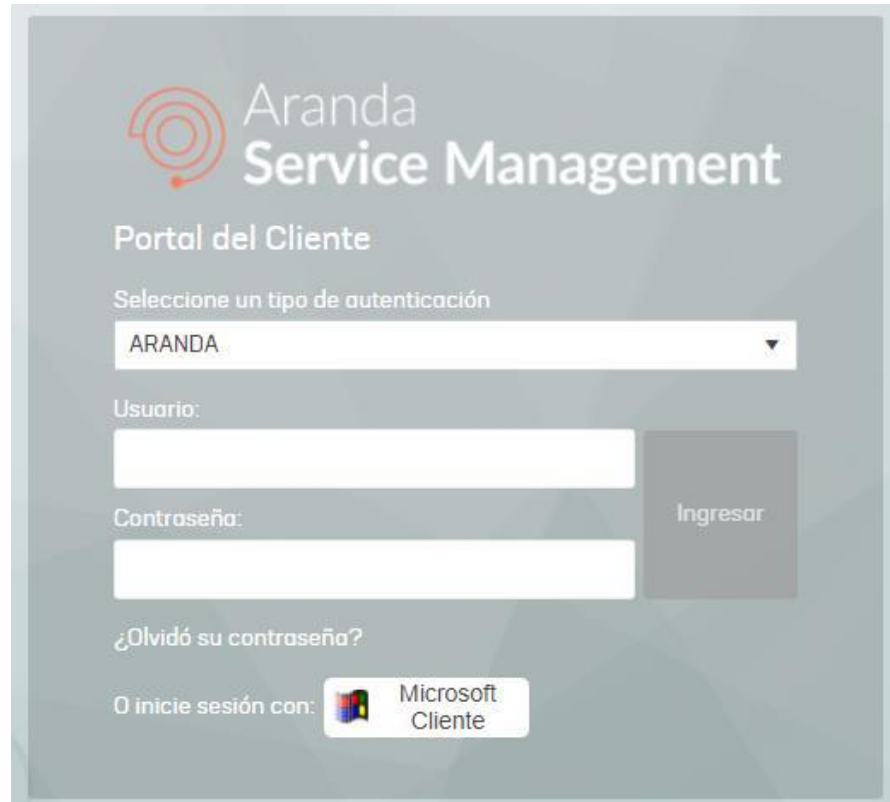 Aranda
Service Management
Portal del Cliente
Seleccione un tipo de autenticación
ARANDA
Usuario:
Contraseña:
Ingresar
¿Olvidó su contraseña?
O inicie sesión con:
Microsoft
Cliente